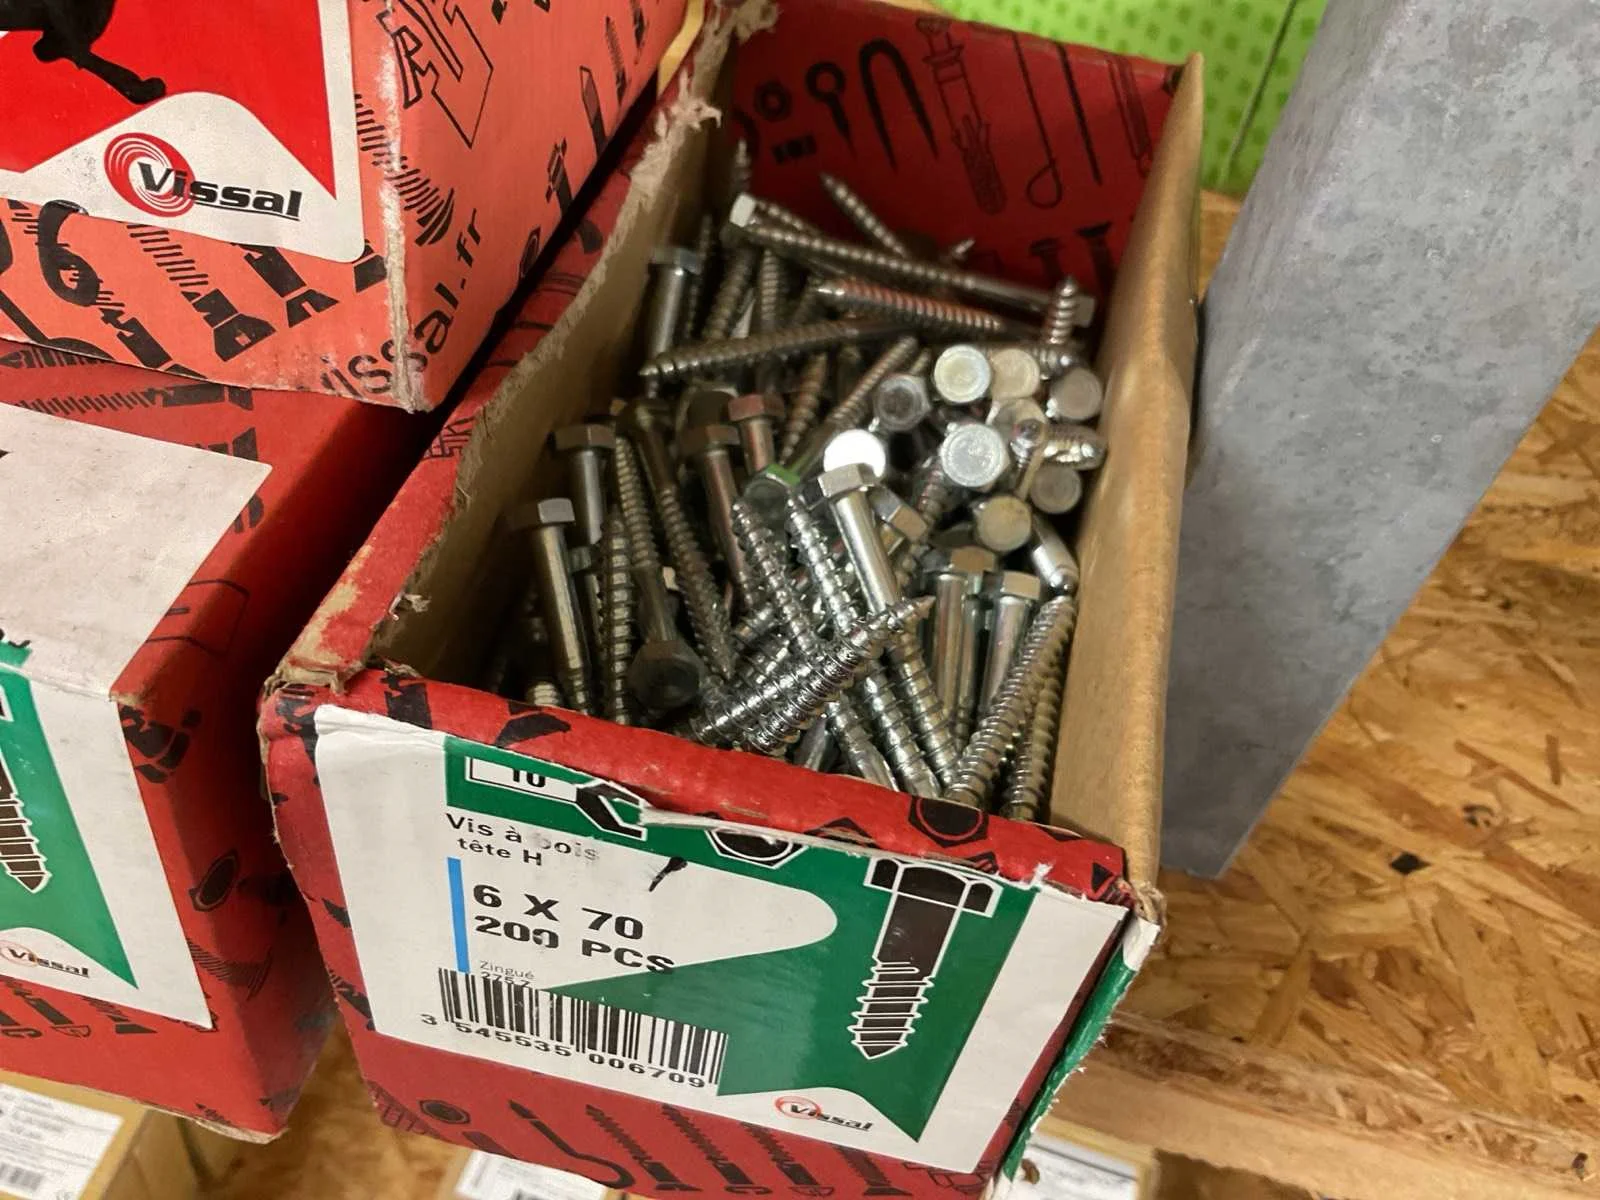 Vissal
vissal.fr
10
Vis à bois
tête H
6 X 70
200 PCS
Zingué
3 545535 006709
Vissal
Vissal